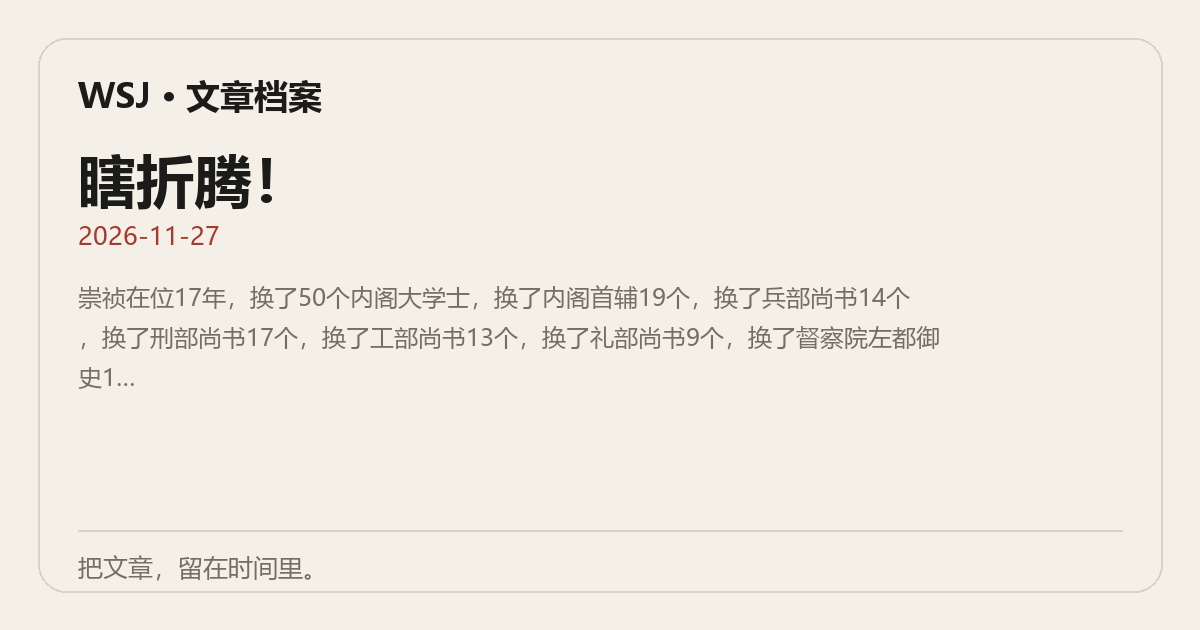 WSJ · 文章档案
瞎折腾！
2026-11-27
崇祯在位17年，换了50个内阁大学士，换了内阁首辅19个，换了兵部尚书14个
，换了刑部尚书17个，换了工部尚书13个，换了礼部尚书9个，换了督察院左都御
史1...
把文章，留在时间里。